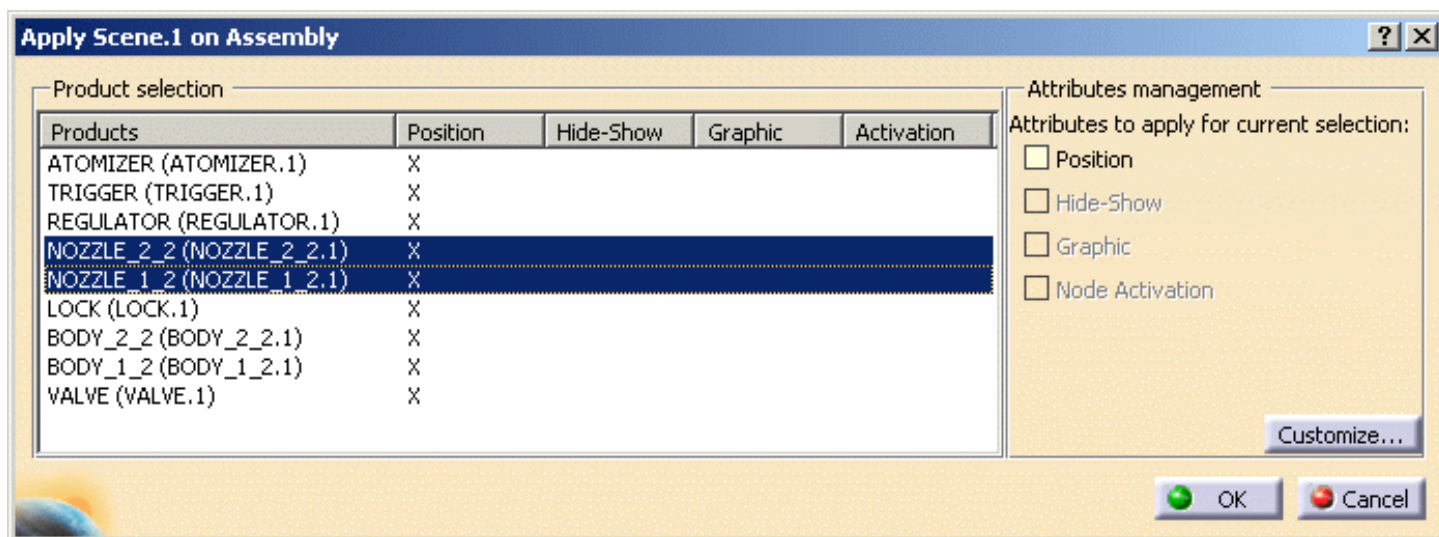 Apply Scene.1 on Assembly
Product selection
Products Position Hide-Show Graphic Activation
ATOMIZER (ATOMIZER.1) X
TRIGGER (TRIGGER.1) X
REGULATOR (REGULATOR.1) X
NOZZLE_2_2 (NOZZLE_2_2.1) X
NOZZLE_1_2 (NOZZLE_1_2.1) X
LOCK (LOCK.1) X
BODY_2_2 (BODY_2_2.1) X
BODY_1_2 (BODY_1_2.1) X
VALVE (VALVE.1) X
Attributes management
Attributes to apply for current selection:
Position
Hide-Show
Graphic
Node Activation
Customize...
OK Cancel